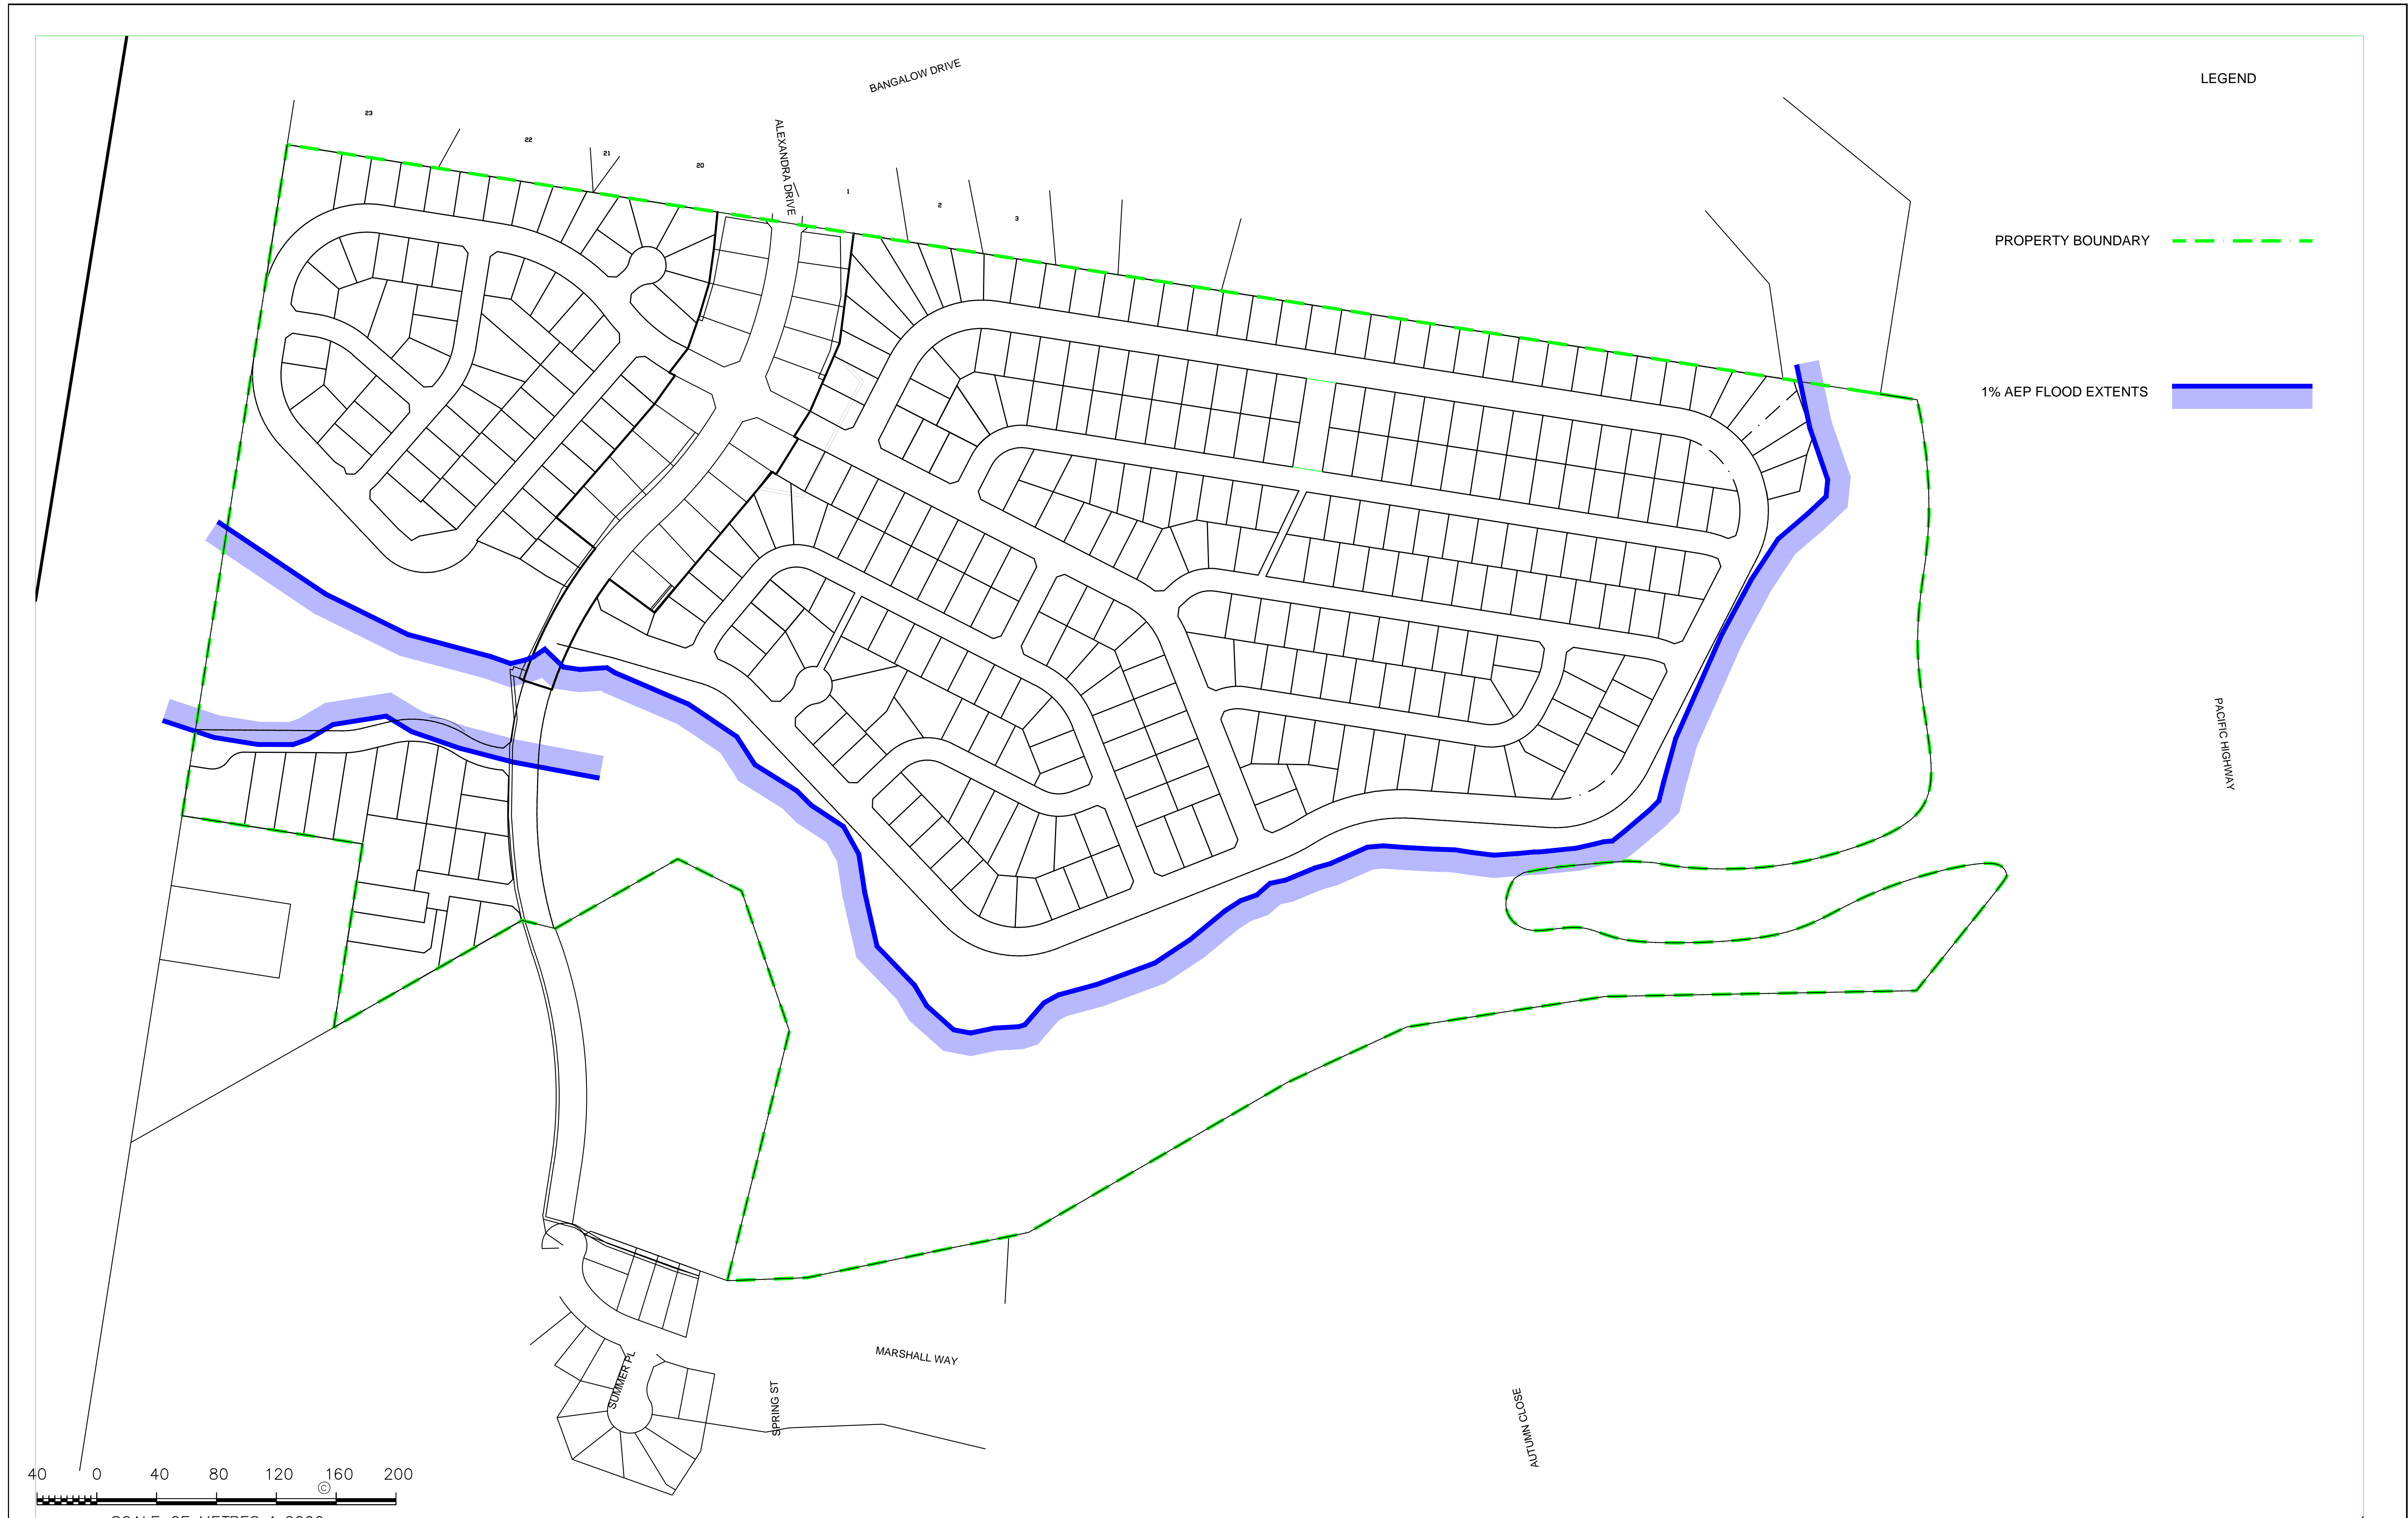 BANGALOW DRIVE
LEGEND
23
22
21
20
ALEXANDRA DRIVE
1
2
3
PROPERTY BOUNDARY
1% AEP FLOOD EXTENTS
PACIFIC HIGHWAY
MARSHALL WAY
SUMMER PL
SPRING ST
AUTUMN CLOSE
40 0 40 80 120 160 200
©